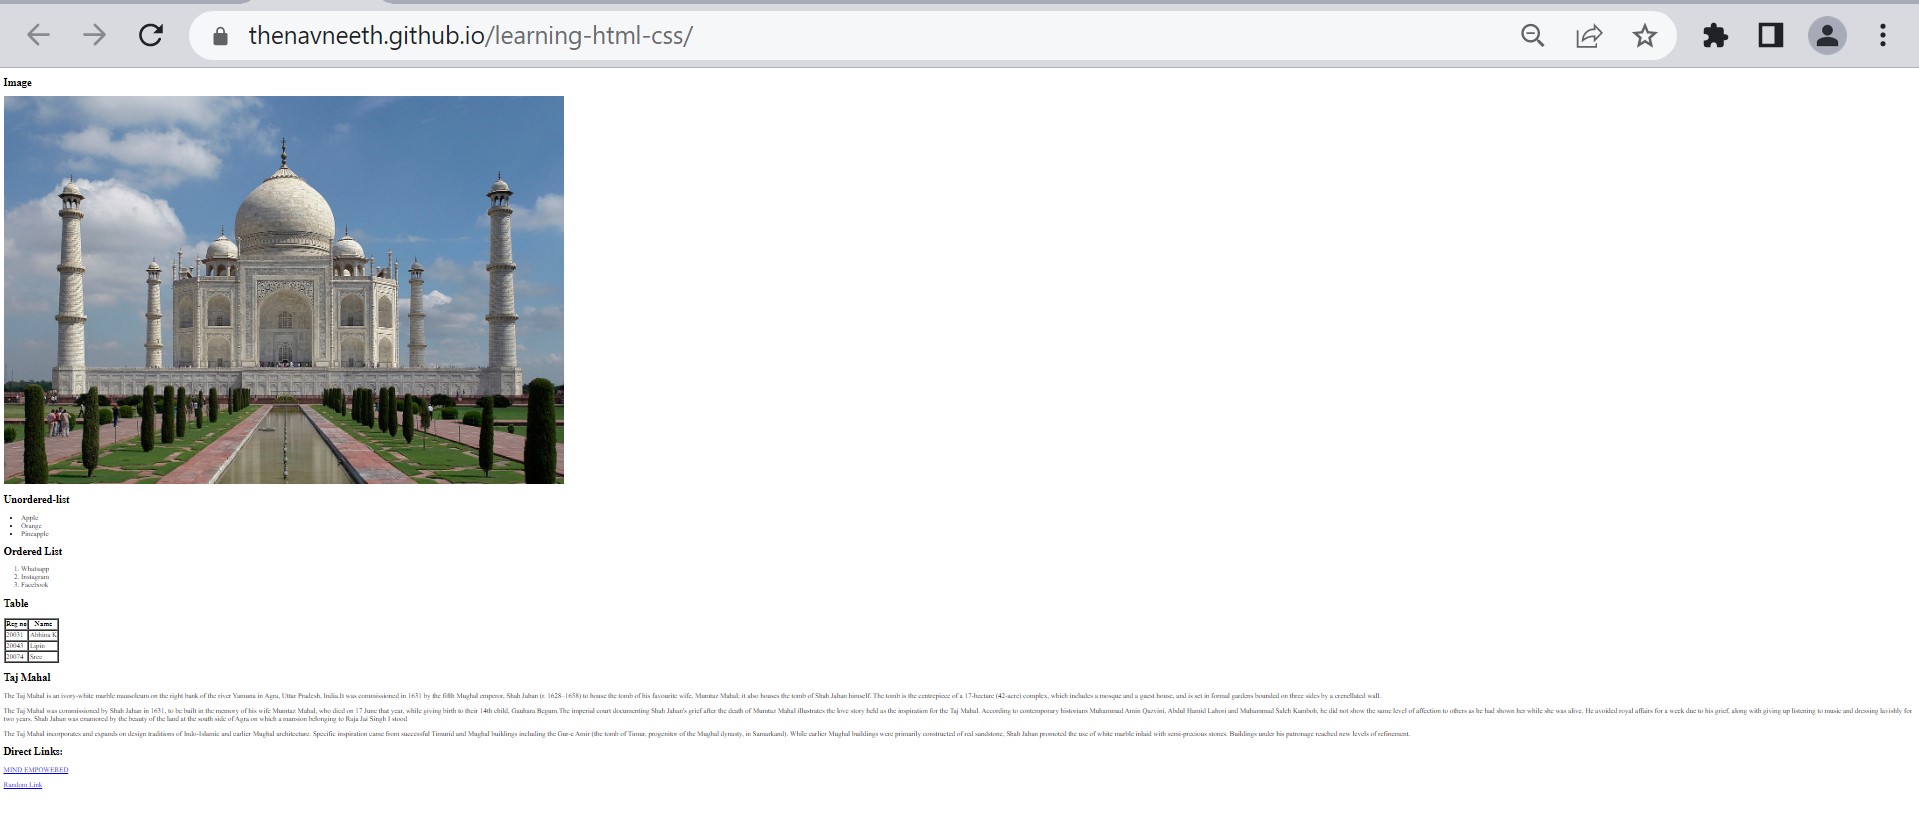 thenavneeth.github.io/learning-html-css/
Image
Unordered-list
Apple
Orange
Pineapple
Ordered List
1. Whatsapp
2. Instagram
3. Facebook
Table
Reg no Name
20031 Abhina K
20043 Lipin
20074 Sree
Taj Mahal
The Taj Mahal is an ivory-white marble mausoleum on the right bank of the river Yamuna in Agra, Uttar Pradesh, India.It was commissioned in 1631 by the fifth Mughal emperor, Shah Jahan (r. 1628–1658) to house the tomb of his favourite wife, Mumtaz Mahal; it also houses the tomb of Shah Jahan himself. The tomb is the centrepiece of a 17-hectare (42-acre) complex, which includes a mosque and a guest house, and is set in formal gardens bounded on three sides by a crenellated wall.
The Taj Mahal was commissioned by Shah Jahan in 1631, to be built in the memory of his wife Mumtaz Mahal, who died on 17 June that year, while giving birth to their 14th child, Gauhara Begum.The imperial court documenting Shah Jahan's grief after the death of Mumtaz Mahal illustrates the love story held as the inspiration for the Taj Mahal. According to contemporary historians Muhammad Amin Qazvini, Abdul Hamid Lahori and Muhammad Saleh Kamboh, he did not show the same level of affection to others as he had shown her while she was alive. He avoided royal affairs for a week due to his grief, along with giving up listening to music and dressing lavishly for
two years. Shah Jahan was enamored by the beauty of the land at the south side of Agra on which a mansion belonging to Raja Jai Singh I stood
The Taj Mahal incorporates and expands on design traditions of Indo-Islamic and earlier Mughal architecture. Specific inspiration came from successful Timurid and Mughal buildings including the Gur-e Amir (the tomb of Timur, progenitor of the Mughal dynasty, in Samarkand). While earlier Mughal buildings were primarily constructed of red sandstone, Shah Jahan promoted the use of white marble inlaid with semi-precious stones. Buildings under his patronage reached new levels of refinement.
Direct Links:
MIND EMPOWERED
Random Link